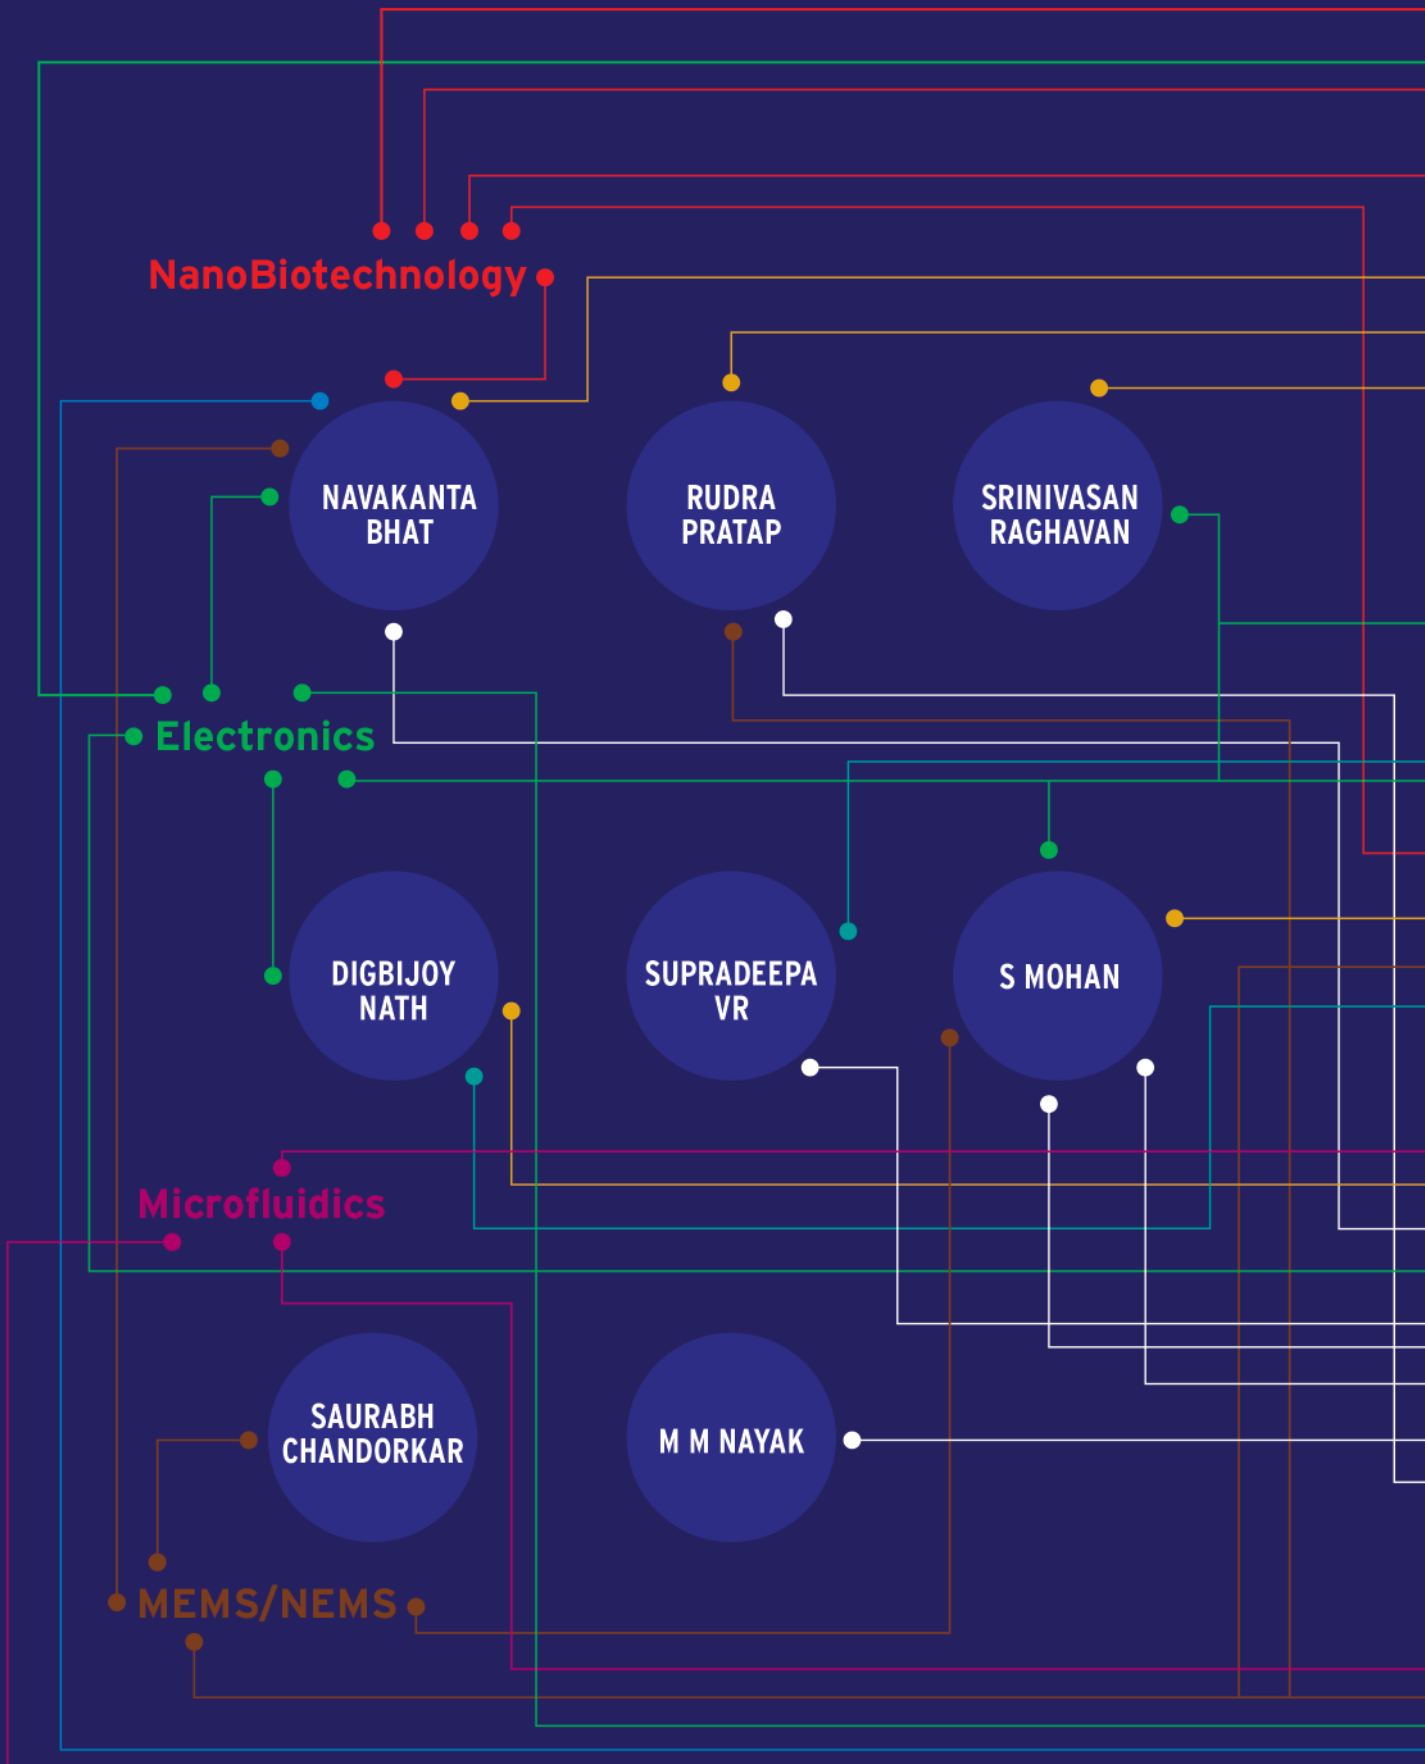 NanoBiotechnology
NAVAKANTA
BHAT
RUDRA
PRATAP
SRINIVASAN
RAGHAVAN
Electronics
DIGBIJOY
NATH
SUPRADEEPA
VR
S MOHAN
Microfluidics
SAURABH
CHANDORKAR
M M NAYAK
MEMS/NEMS